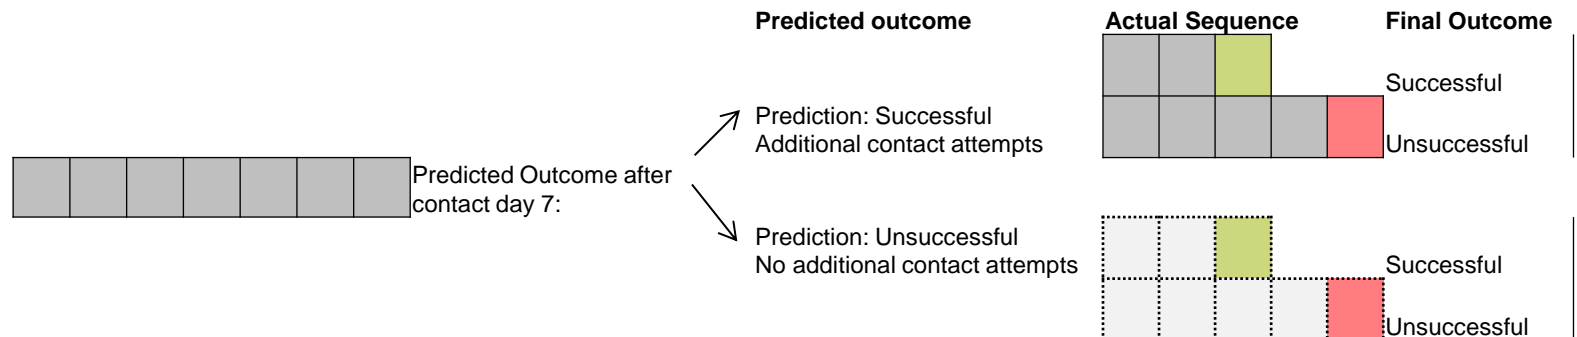 Predicted outcome
Actual Sequence
Final Outcome
Successful
Prediction: Successful
Additional contact attempts
Unsuccessful
Predicted Outcome after
contact day 7:
Prediction: Unsuccessful
No additional contact attempts
Successful
Unsuccessful